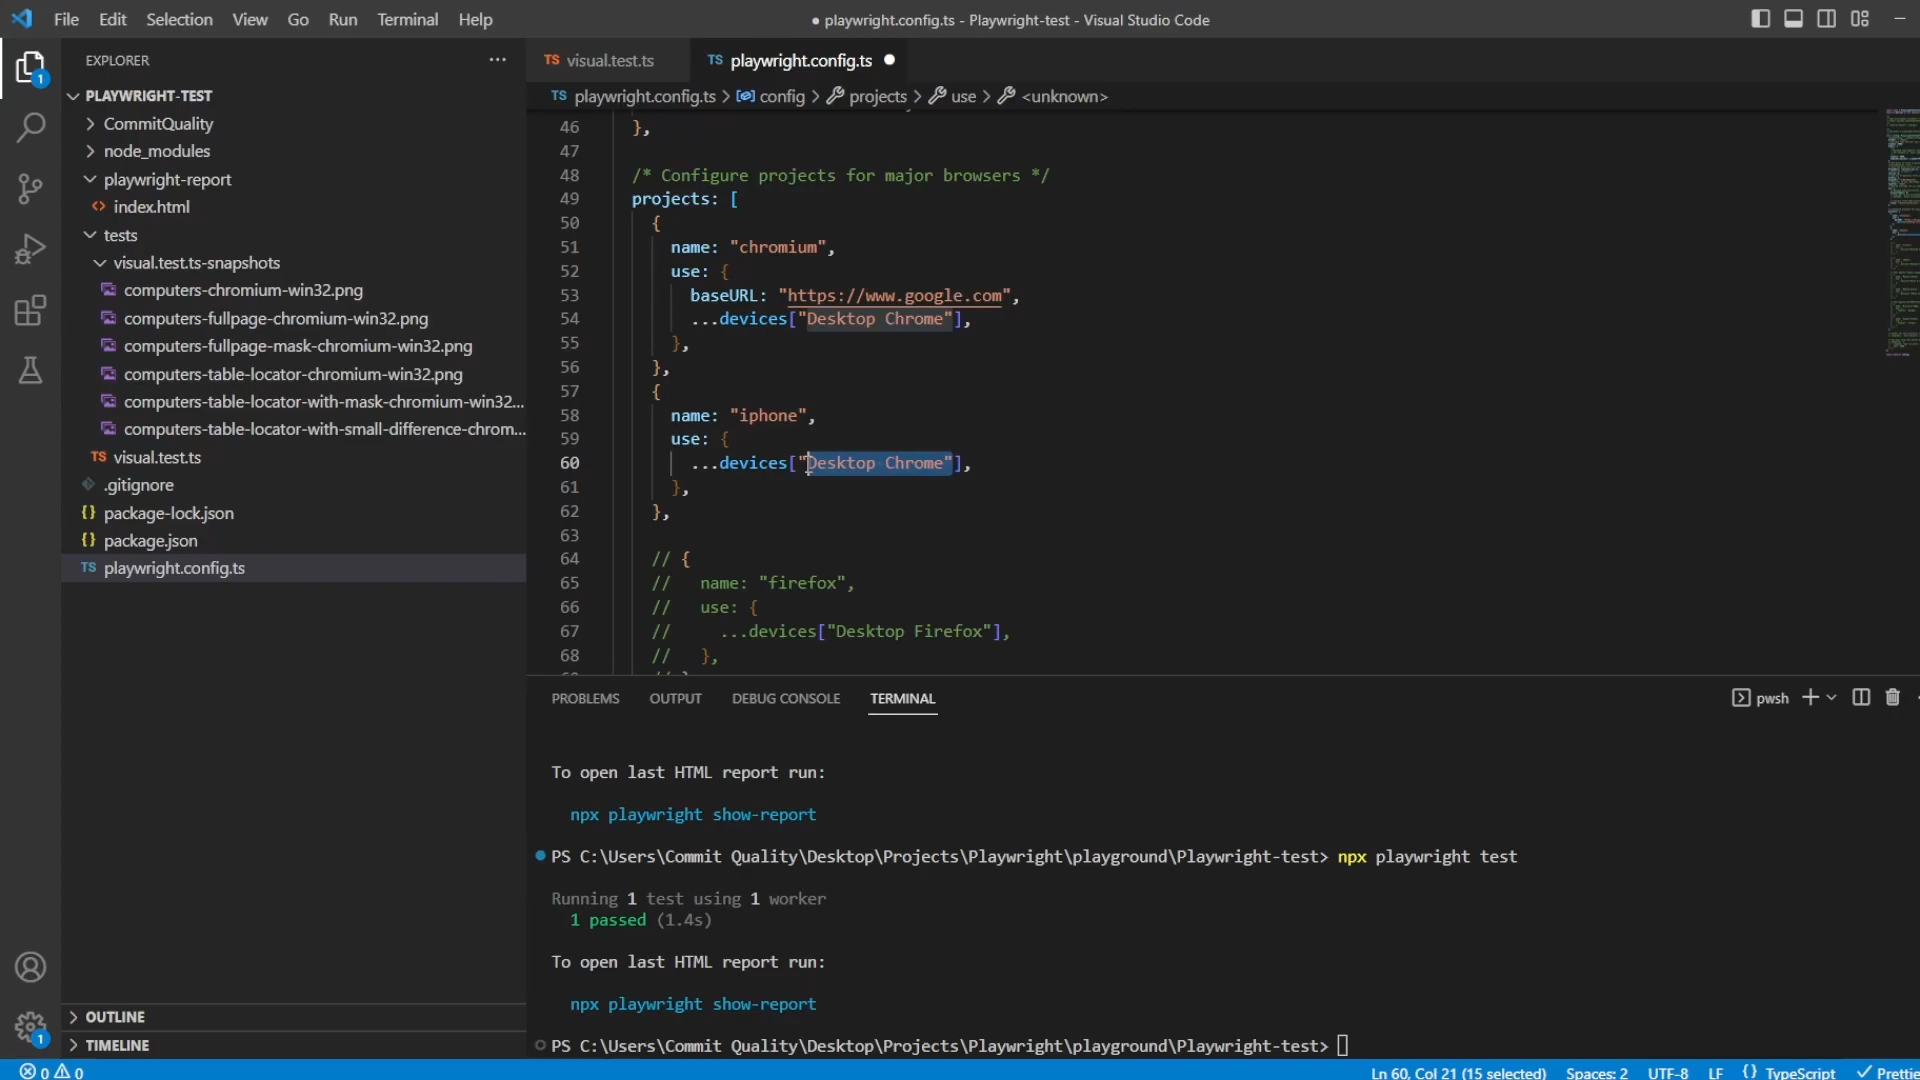 File Edit Selection View Go Run Terminal Help
● playwright.config.ts - Playwright-test - Visual Studio Code
EXPLORER ...
PLAYWRIGHT-TEST
CommitQuality
node_modules
playwright-report
index.html
tests
visual.test.ts-snapshots
computers-chromium-win32.png
computers-fullpage-chromium-win32.png
computers-fullpage-mask-chromium-win32.png
computers-table-locator-chromium-win32.png
computers-table-locator-with-mask-chromium-win32...
computers-table-locator-with-small-difference-chrom...
TS visual.test.ts
.gitignore
{} package-lock.json
{} package.json
TS playwright.config.ts
OUTLINE
TIMELINE
1
1
TS visual.test.ts
TS playwright.config.ts ●
TS playwright.config.ts > config > projects > use > <unknown>
46 },
47
48 /* Configure projects for major browsers */
49 projects: [
50 {
51 name: "chromium",
52 use: {
53 baseURL: "https://www.google.com",
54 ...devices["Desktop Chrome"],
55 },
56 },
57 {
58 name: "iphone",
59 use: {
60 ...devices["Desktop Chrome"],
61 },
62 },
63
64 // {
65 // name: "firefox",
66 // use: {
67 // ...devices["Desktop Firefox"],
68 // },
PROBLEMS OUTPUT DEBUG CONSOLE TERMINAL
pwsh
To open last HTML report run:
npx playwright show-report
PS C:\Users\Commit Quality\Desktop\Projects\Playwright\playground\Playwright-test> npx playwright test
Running 1 test using 1 worker
1 passed (1.4s)
To open last HTML report run:
npx playwright show-report
PS C:\Users\Commit Quality\Desktop\Projects\Playwright\playground\Playwright-test>
0 0
Ln 60, Col 21 (15 selected) Spaces: 2 UTF-8 LF {} TypeScript ✓ Prettie